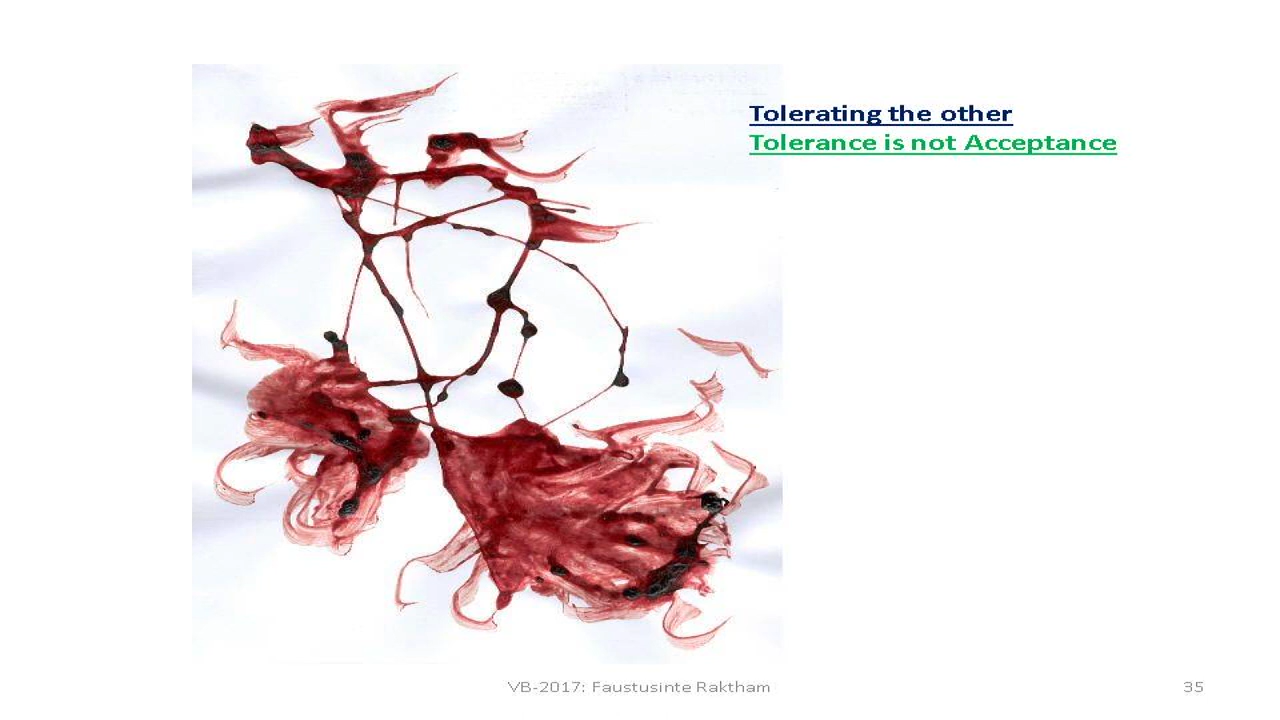 Tolerating the other
Tolerance is not Acceptance
VB-2017: Faustusinte Raktham
35